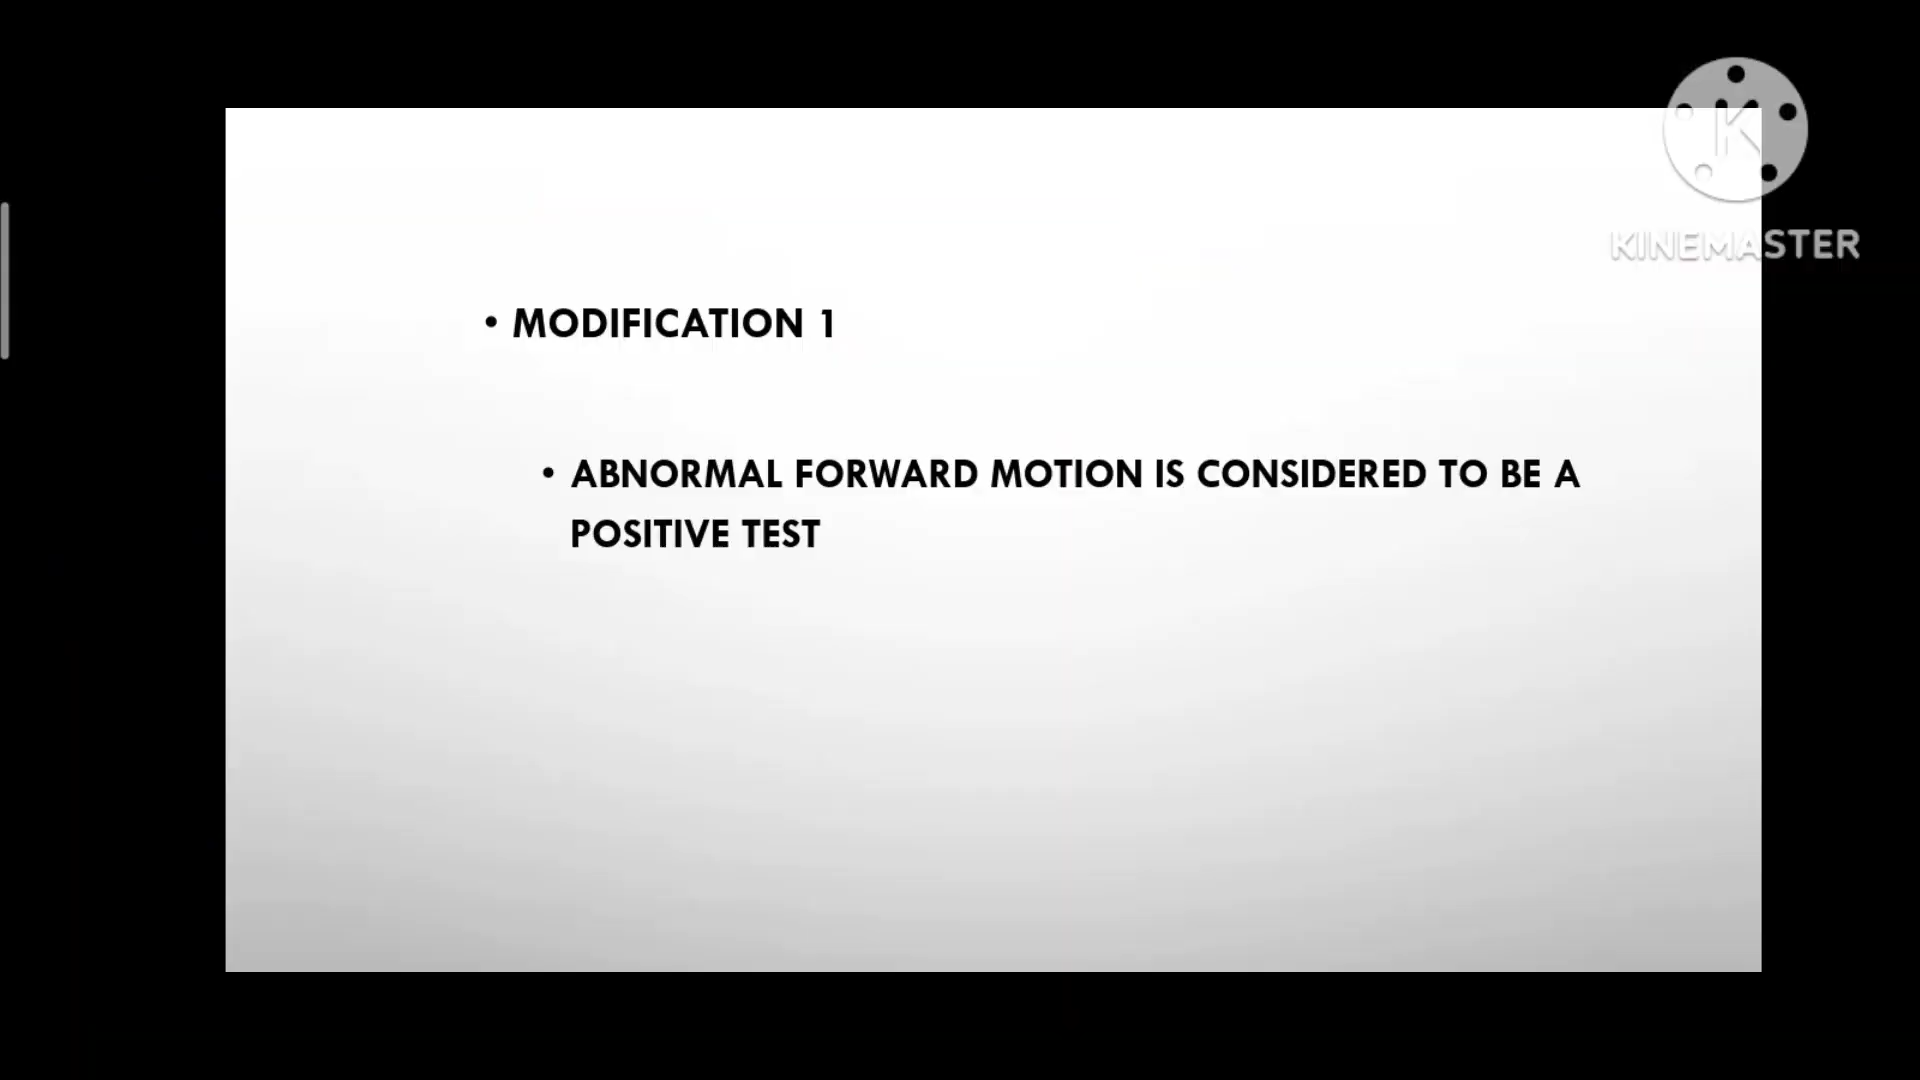 KINEMASTER
• MODIFICATION 1
• ABNORMAL FORWARD MOTION IS CONSIDERED TO BE A
POSITIVE TEST